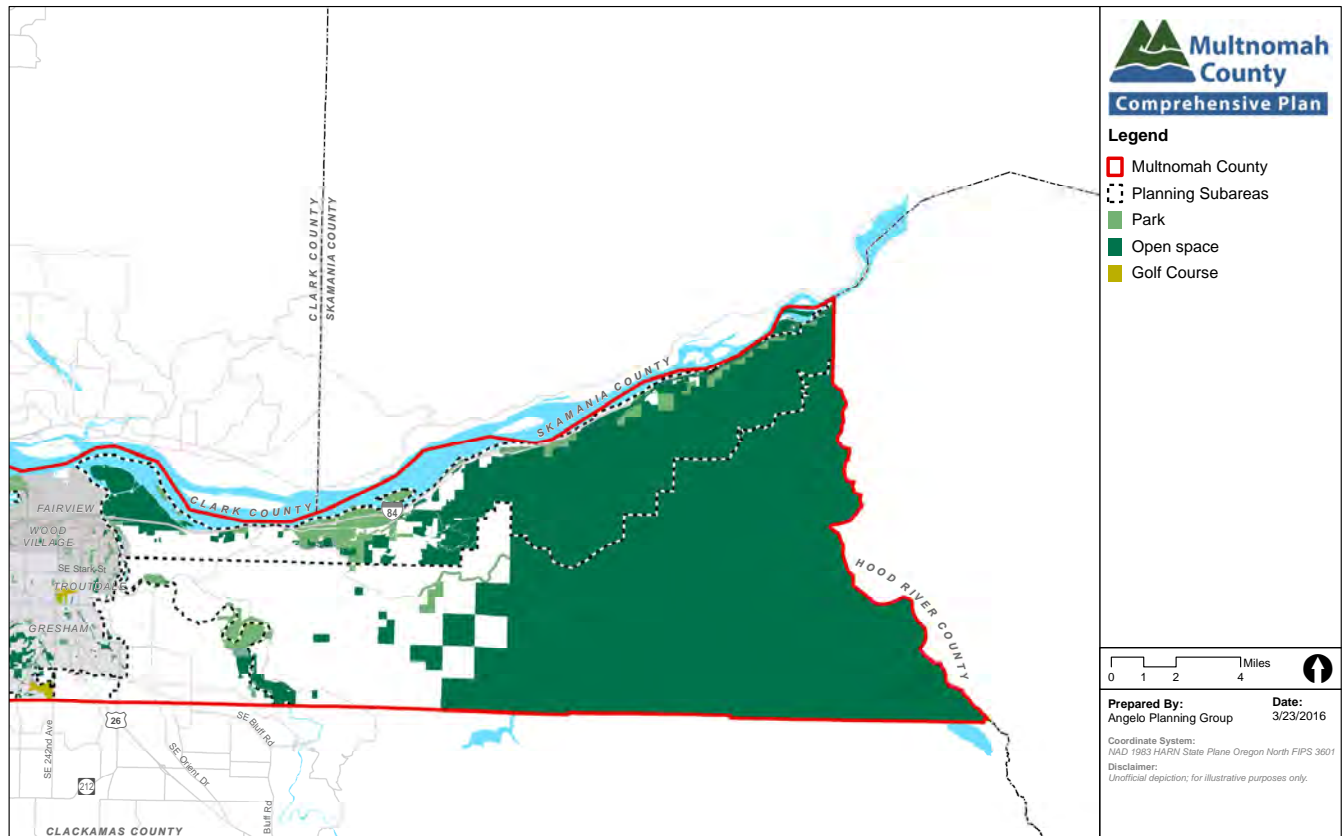 CLARK COUNTY
SKAMANIA COUNTY
SKAMANIA COUNTY
CLARK COUNTY
84
FAIRVIEW
WOOD
VILLAGE
SE Stark St
TROUTDALE
GRESHAM
HOOD RIVER COUNTY
26
SE 242nd Ave
SE Bluff Rd
SE Orient Dr
212
Bluff Rd
CLACKAMAS COUNTY
Multnomah
County
Comprehensive Plan
Legend
Multnomah County
Planning Subareas
Park
Open space
Golf Course
Miles
0 1 2 4
Prepared By:
Angelo Planning Group
Date:
3/23/2016
Coordinate System:
NAD 1983 HARN State Plane Oregon North FIPS 3601
Disclaimer:
Unofficial depiction; for illustrative purposes only.